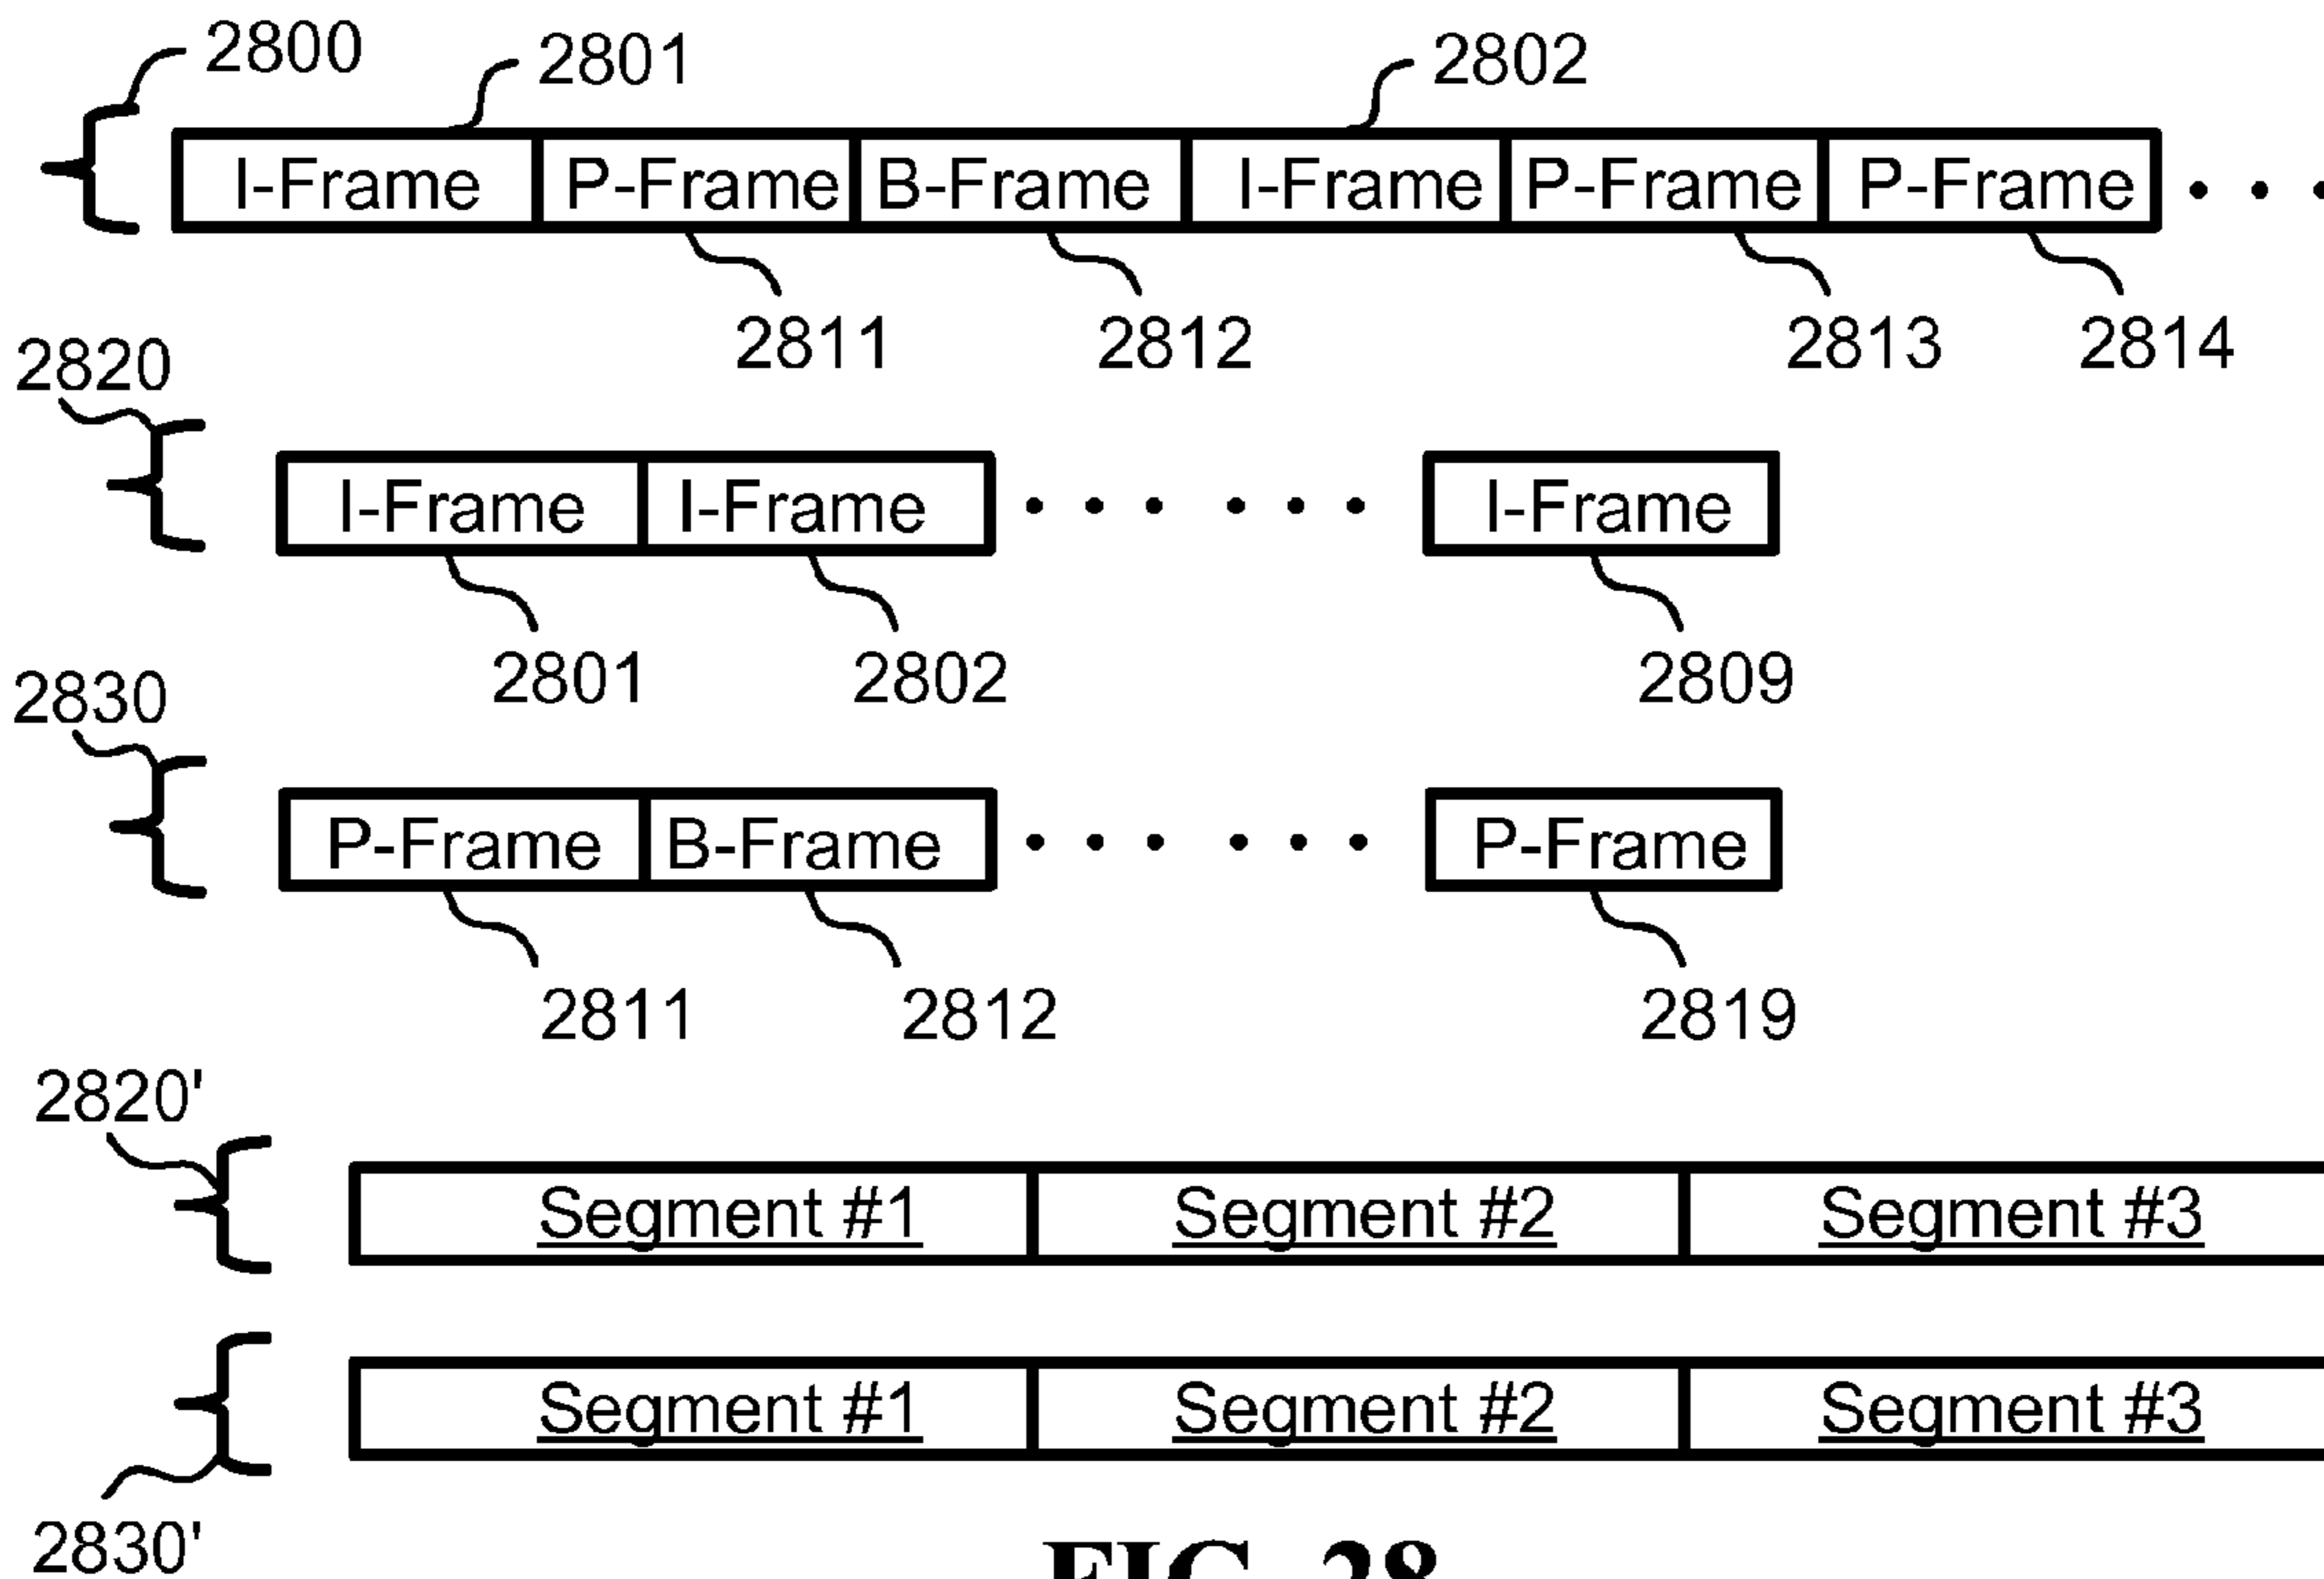 2800 2801 2802
I-Frame P-Frame B-Frame I-Frame P-Frame P-Frame
2811 2812 2813 2814
2820
I-Frame I-Frame I-Frame
2801 2802 2809
2830
P-Frame B-Frame P-Frame
2811 2812 2819
2820'
Segment #1 Segment #2 Segment #3
Segment #1 Segment #2 Segment #3
2830'
FIG. 28